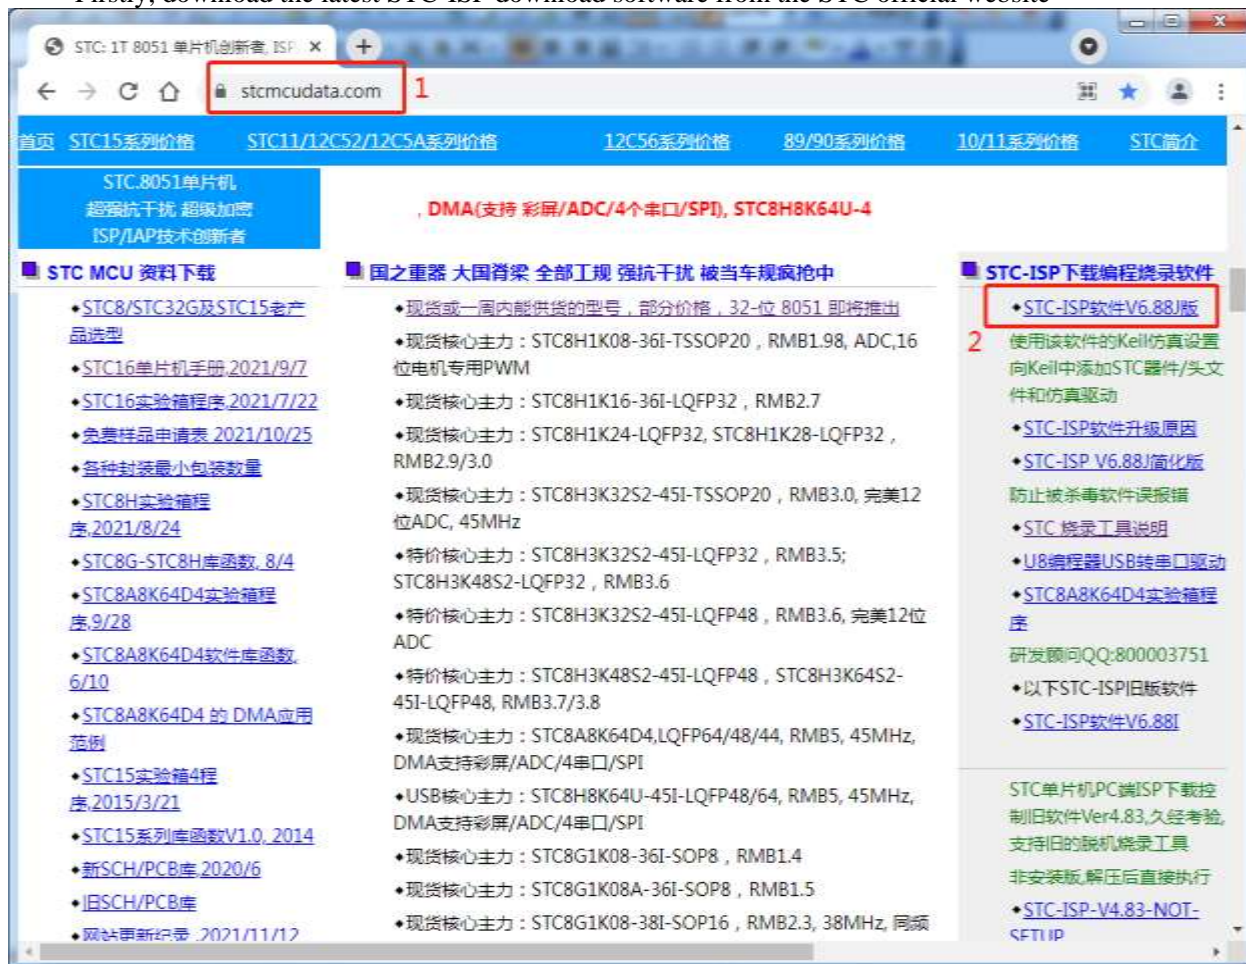 Firstly, download the latest STC-ISP download software from the STC official website
STC: 1T 8051 单片机创新者, ISP
stcmcudata.com
1
首页 STC15系列价格 STC11/12C52/12C5A系列价格 12C56系列价格 89/90系列价格 10/11系列价格 STC简介
STC.8051单片机
超强抗干扰 超级加密
ISP/IAP技术创新者
, DMA(支持 彩屏/ADC/4个串口/SPI), STC8H8K64U-4
STC MCU 资料下载
◆STC8/STC32G及STC15老产
品选型
◆STC16单片机手册,2021/9/7
◆STC16实验箱程序,2021/7/22
◆免费样品申请表 2021/10/25
◆各种封装最小包装数量
◆STC8H实验箱程
序,2021/8/24
◆STC8G-STC8H库函数, 8/4
◆STC8A8K64D4实验箱程
序,9/28
◆STC8A8K64D4软件库函数,
6/10
◆STC8A8K64D4 的 DMA应用
范例
◆STC15实验箱4程
序,2015/3/21
◆STC15系列库函数V1.0, 2014
◆新SCH/PCB库,2020/6
◆旧SCH/PCB库
◆网站更新纪录 ,2021/11/12
国之重器 大国脊梁 全部工规 强抗干扰 被当车规疯抢中
◆现货或一周内能供货的型号，部分价格，32-位 8051 即将推出
◆现货核心主力：STC8H1K08-36I-TSSOP20，RMB1.98, ADC,16
位电机专用PWM
◆现货核心主力：STC8H1K16-36I-LQFP32，RMB2.7
◆现货核心主力：STC8H1K24-LQFP32, STC8H1K28-LQFP32，
RMB2.9/3.0
◆现货核心主力：STC8H3K32S2-45I-TSSOP20，RMB3.0, 完美12
位ADC, 45MHz
◆特价核心主力：STC8H3K32S2-45I-LQFP32，RMB3.5;
STC8H3K48S2-LQFP32，RMB3.6
◆特价核心主力：STC8H3K32S2-45I-LQFP48，RMB3.6, 完美12位
ADC
◆特价核心主力：STC8H3K48S2-45I-LQFP48，STC8H3K64S2-
45I-LQFP48, RMB3.7/3.8
◆现货核心主力：STC8A8K64D4,LQFP64/48/44, RMB5, 45MHz,
DMA支持彩屏/ADC/4串口/SPI
◆USB核心主力：STC8H8K64U-45I-LQFP48/64, RMB5, 45MHz,
DMA支持彩屏/ADC/4串口/SPI
◆现货核心主力：STC8G1K08-36I-SOP8，RMB1.4
◆现货核心主力：STC8G1K08A-36I-SOP8，RMB1.5
◆现货核心主力：STC8G1K08-38I-SOP16，RMB2.3, 38MHz, 同频
STC-ISP下载编程烧录软件
◆STC-ISP软件V6.88J版
2
使用该软件的Keil仿真设置
向Keil中添加STC器件/头文
件和仿真驱动
◆STC-ISP软件升级原因
◆STC-ISP V6.88J简化版
防止被杀毒软件误报错
◆STC 烧录工具说明
◆U8编程器USB转串口驱动
◆STC8A8K64D4实验箱程
序
研发顾问QQ:800003751
◆以下STC-ISP旧版软件
◆STC-ISP软件V6.88I
STC单片机PC端ISP下载控
制旧软件Ver4.83,久经考验,
支持旧的脱机烧录工具
非安装版,解压后直接执行
◆STC-ISP-V4.83-NOT-
SETUP